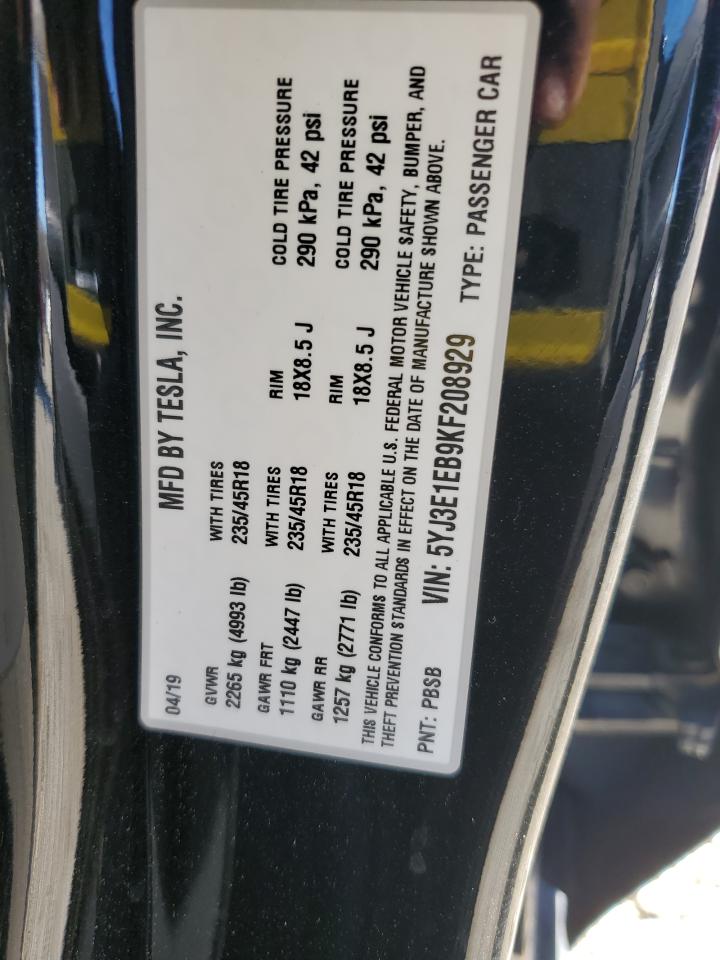 MFD BY TESLA, INC.
04/19
GVWR WITH TIRES
2265 kg (4993 lb) 235/45R18
GAWR FRT WITH TIRES RIM COLD TIRE PRESSURE
1110 kg (2447 lb) 235/45R18 18X8.5 J 290 kPa, 42 psi
GAWR RR WITH TIRES RIM COLD TIRE PRESSURE
1257 kg (2771 lb) 235/45R18 18X8.5 J 290 kPa, 42 psi
THIS VEHICLE CONFORMS TO ALL APPLICABLE U.S. FEDERAL MOTOR VEHICLE SAFETY, BUMPER, AND
THEFT PREVENTION STANDARDS IN EFFECT ON THE DATE OF MANUFACTURE SHOWN ABOVE.
PNT: PBSB VIN: 5YJ3E1EB9KF208929 TYPE: PASSENGER CAR